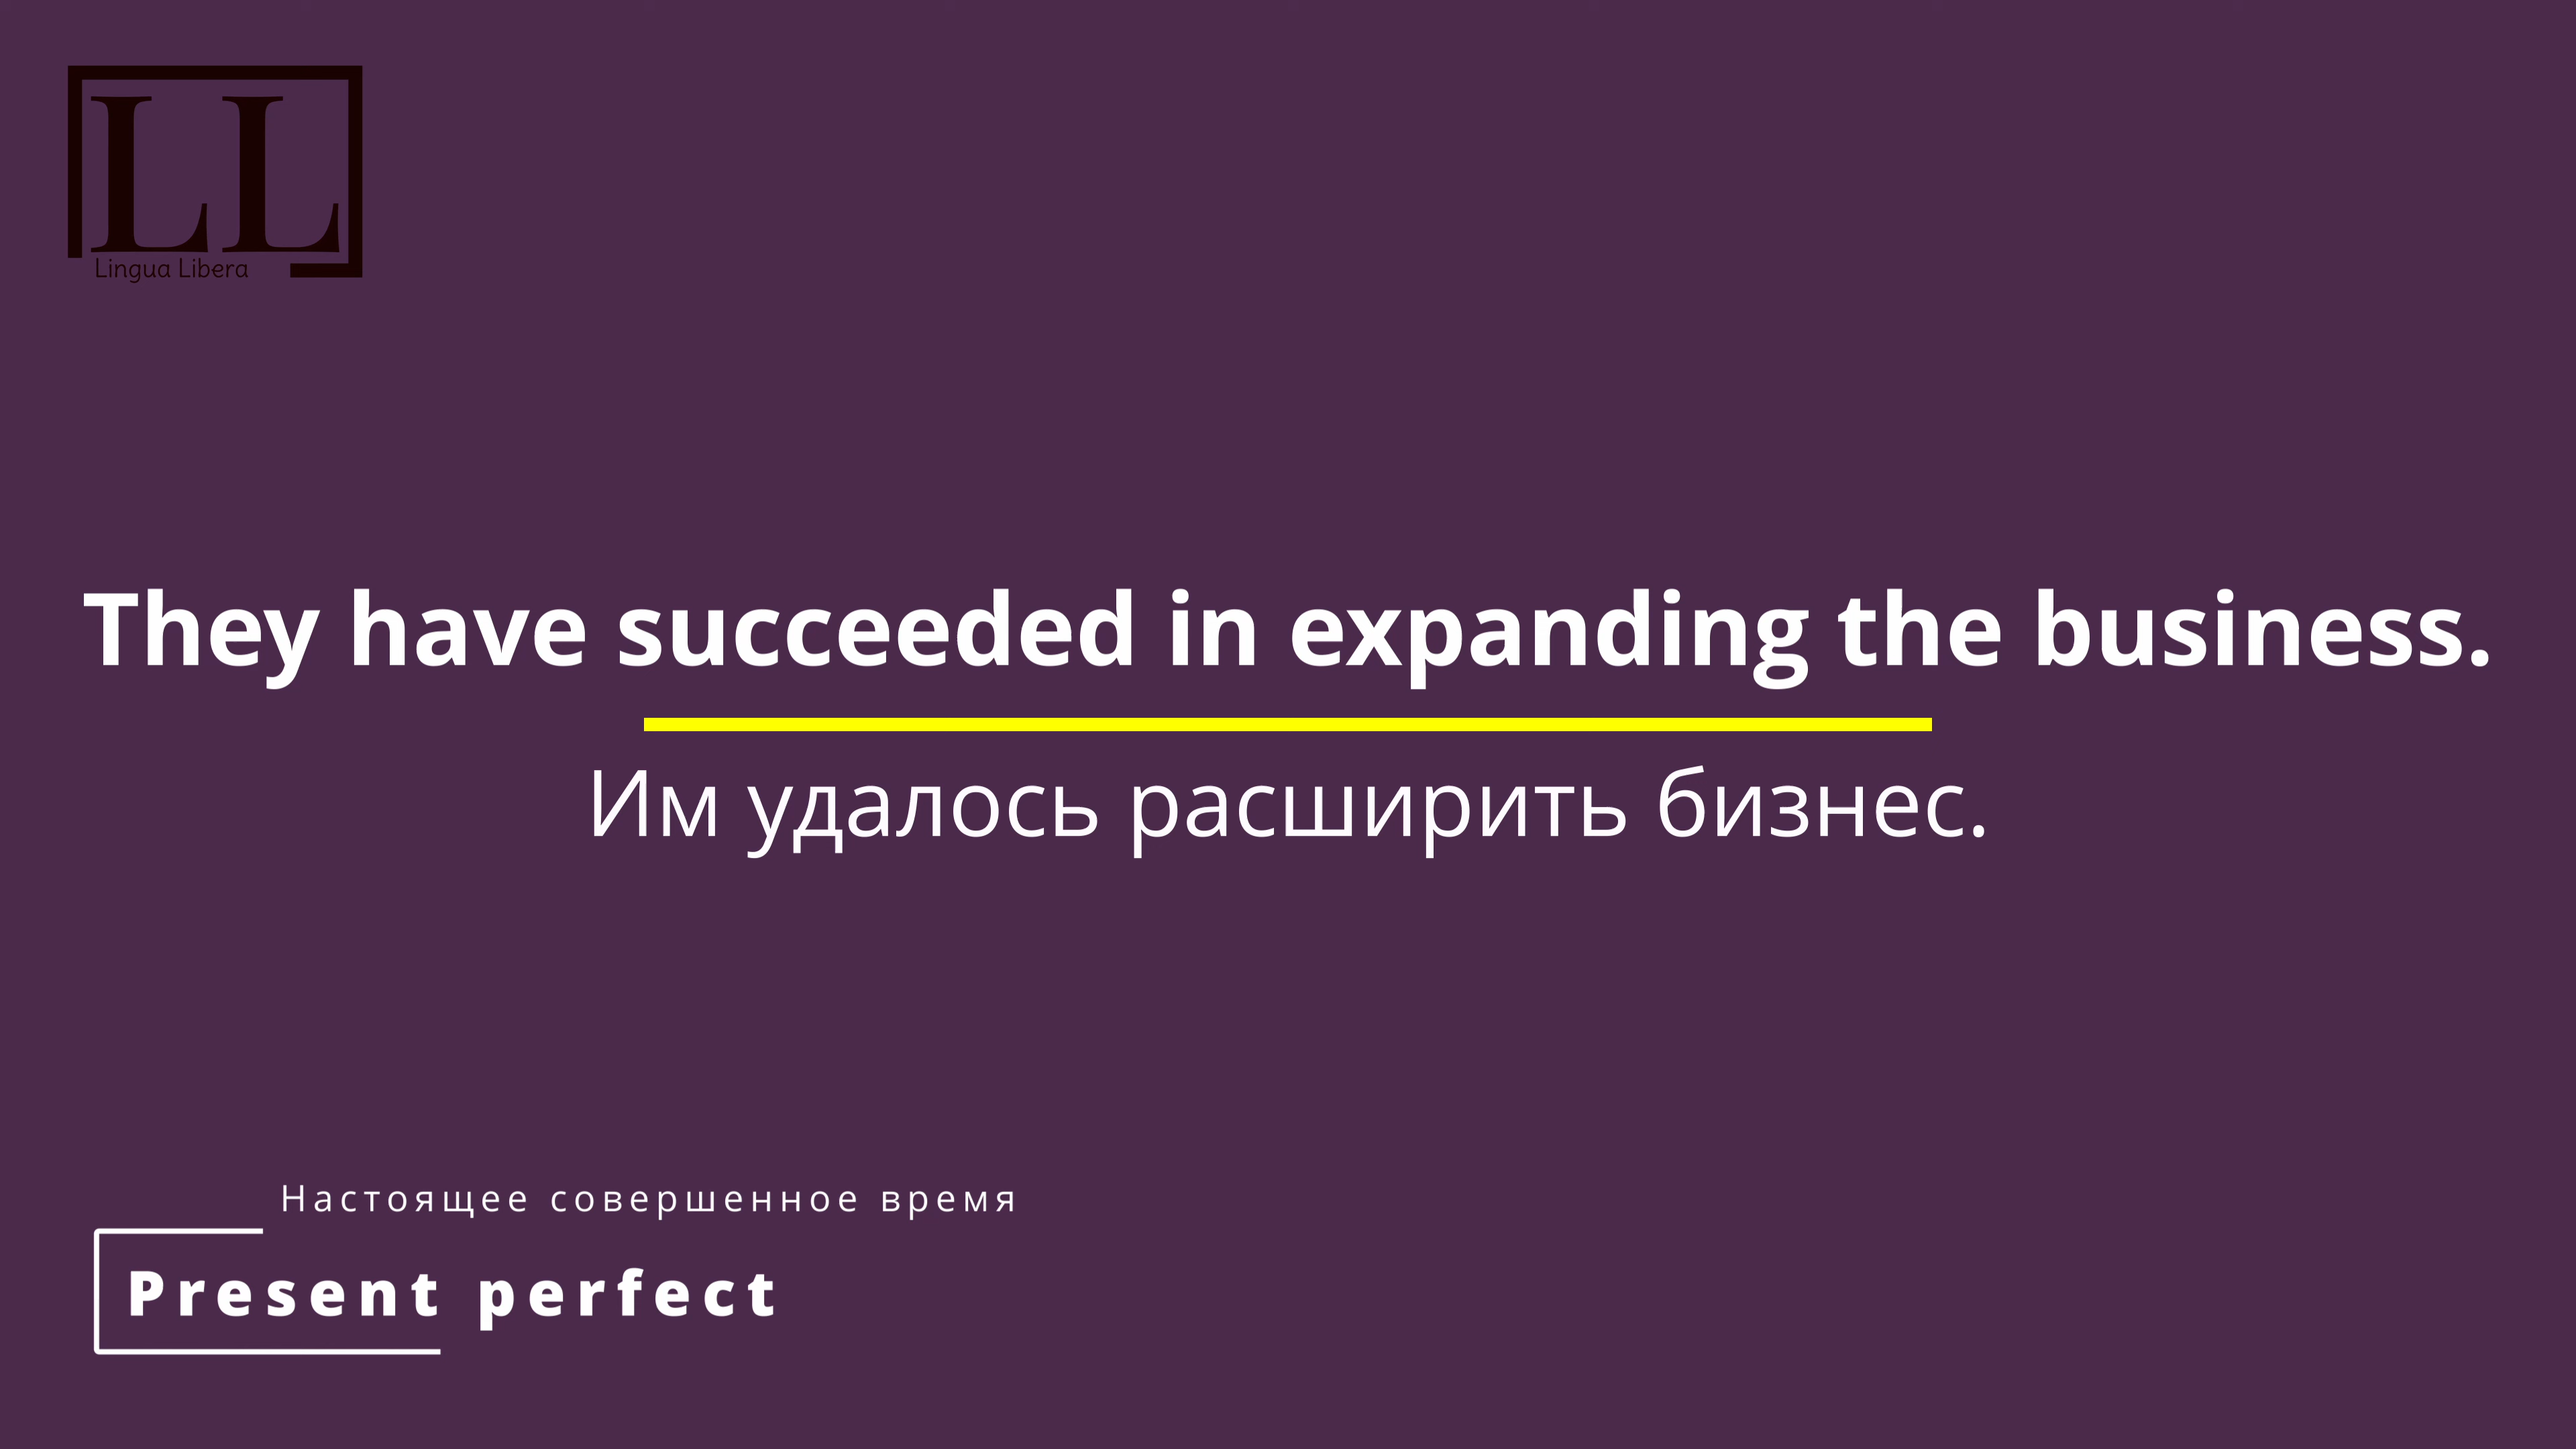 LL
Lingua Libera
They have succeeded in expanding the business.
Им удалось расширить бизнес.
Настоящее совершенное время
Present perfect